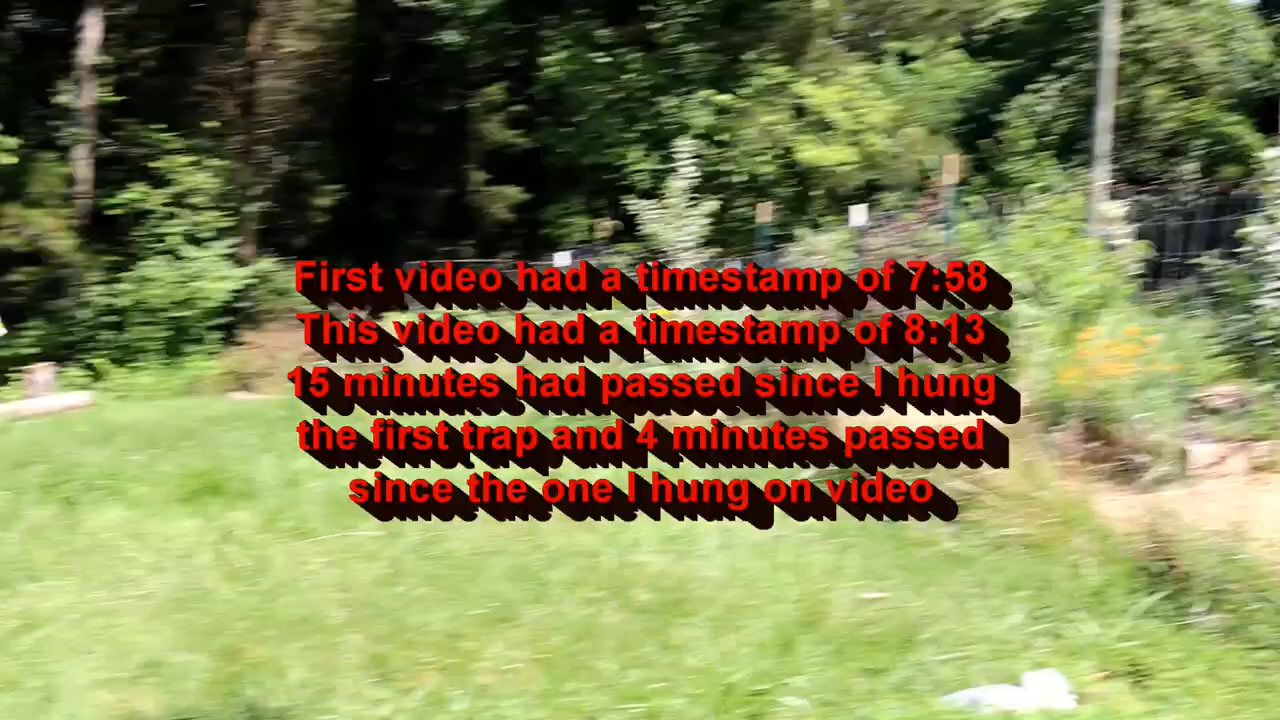 First video had a timestamp of 7:58
This video had a timestamp of 8:13
15 minutes had passed since I hung
the first trap and 4 minutes passed
since the one I hung on video